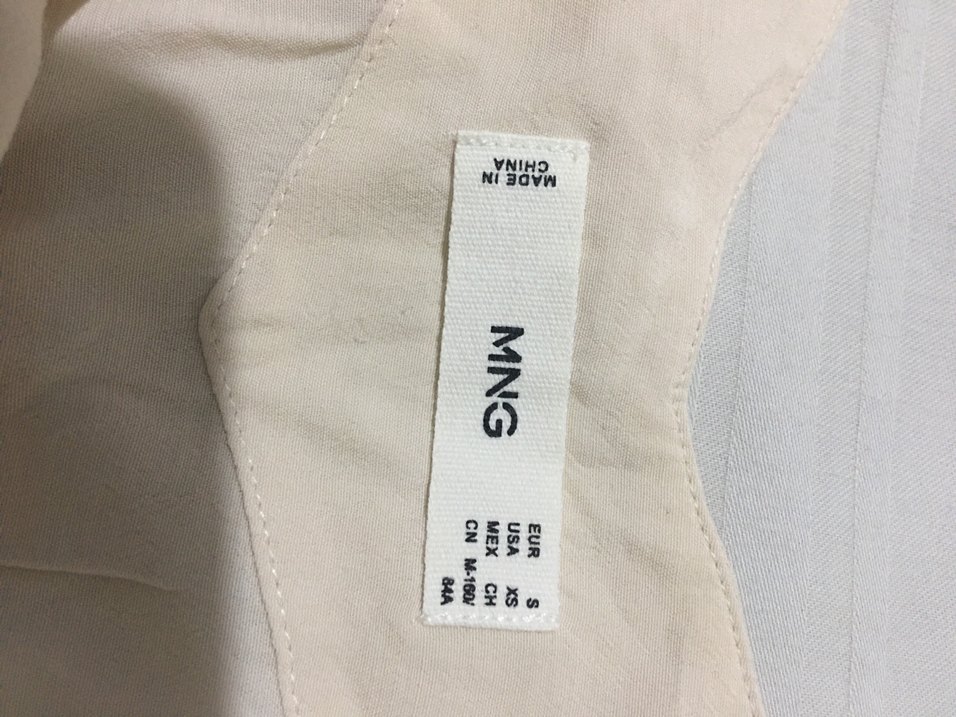 MADE IN
CHINA
MNG
EUR S
USA XS
MEX CH
CN M-160/
84A